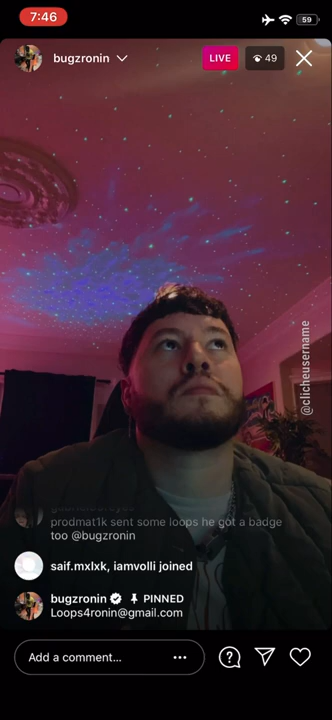 7:46
59
bugzronin
LIVE
49
@clicheusername
prodmat1k sent some loops he got a badge
too @bugzronin
saif.mxlxk, iamvolli joined
bugzronin PINNED
Loops4ronin@gmail.com
Add a comment...